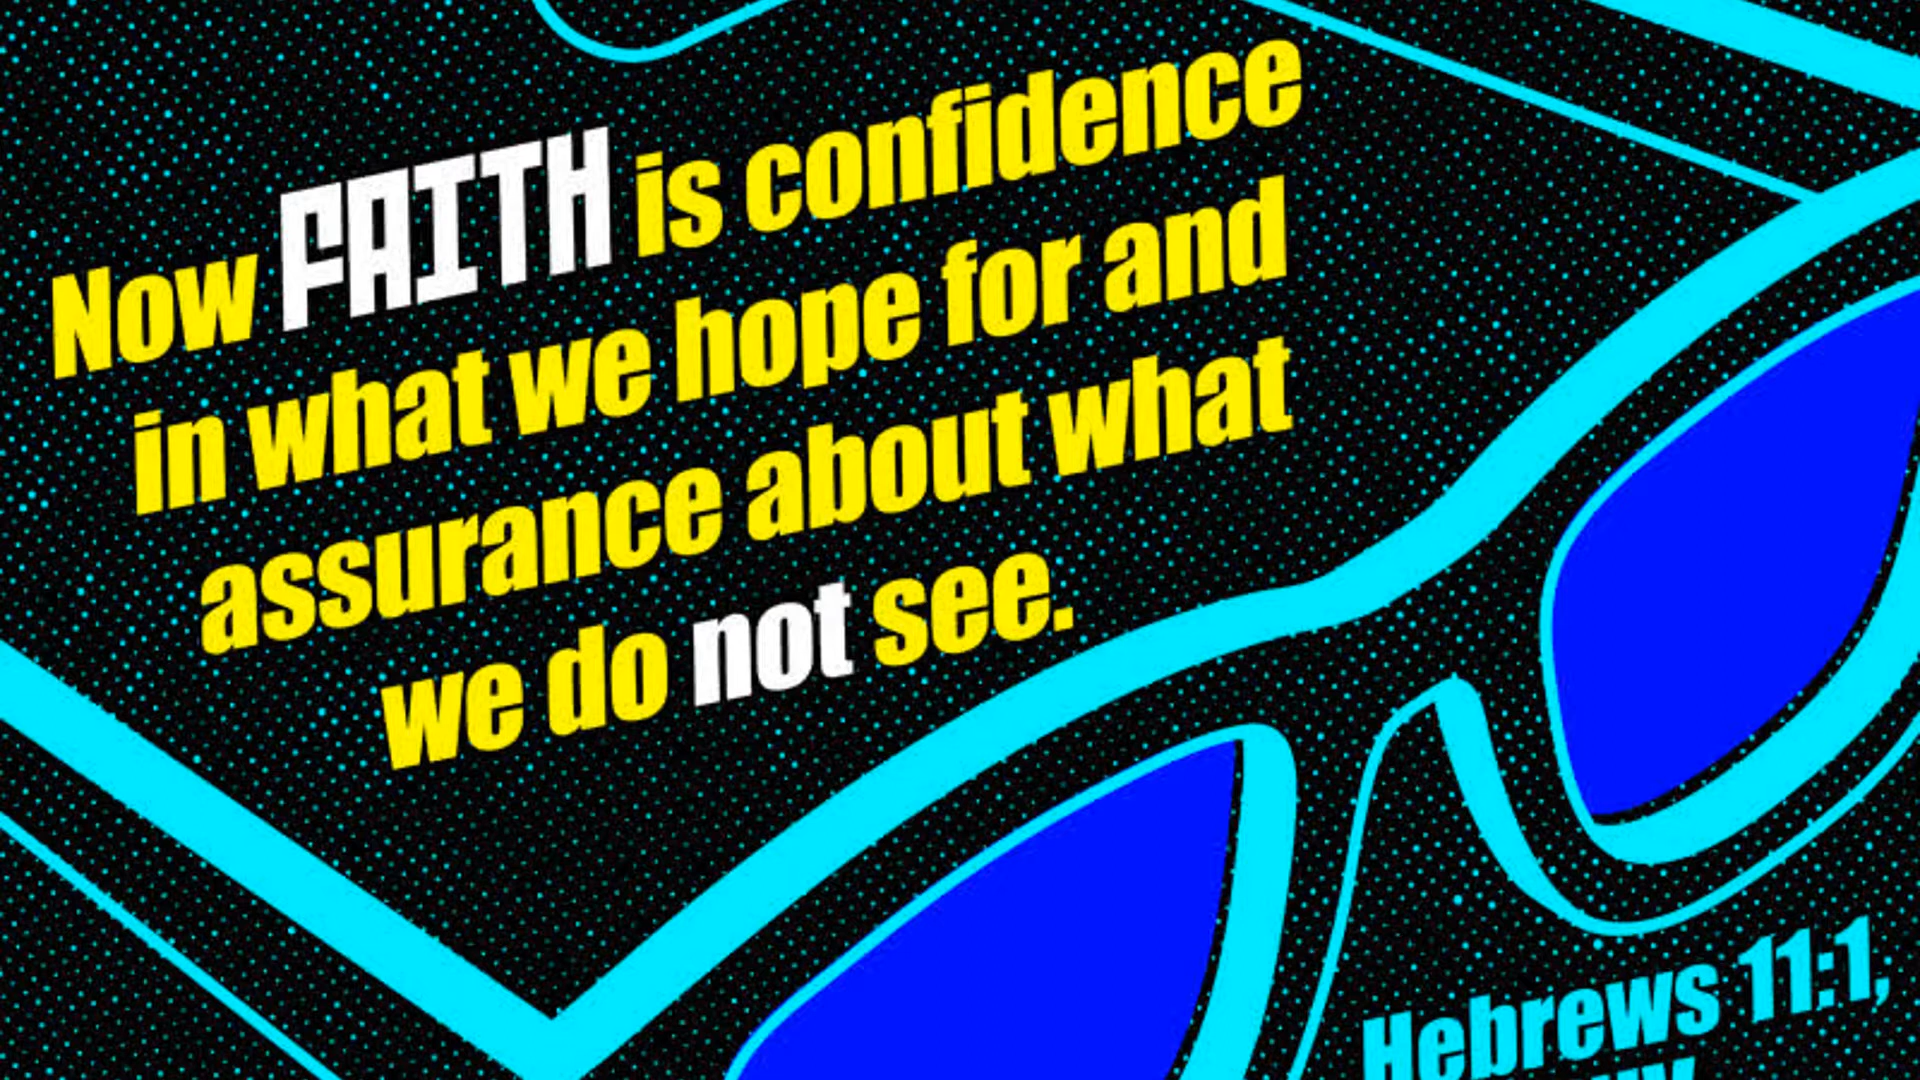 Now FAITH is confidence
in what we hope for and
assurance about what
we do not see.
Hebrews 11:1,